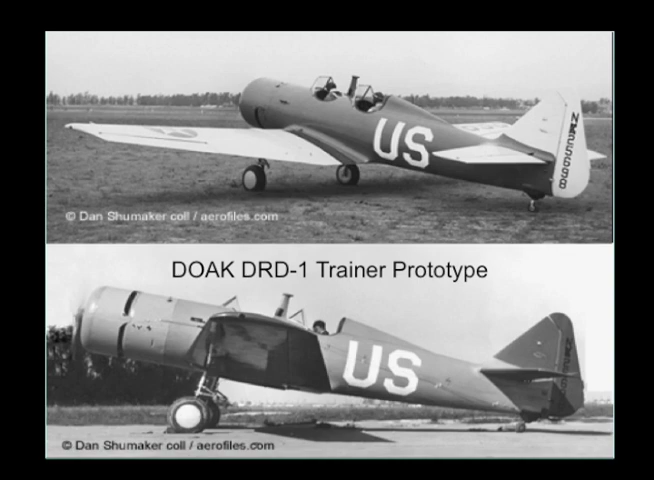 US
NX25698
© Dan Shumaker coll / aerofiles.com
DOAK DRD-1 Trainer Prototype
US
© Dan Shumaker coll / aerofiles.com